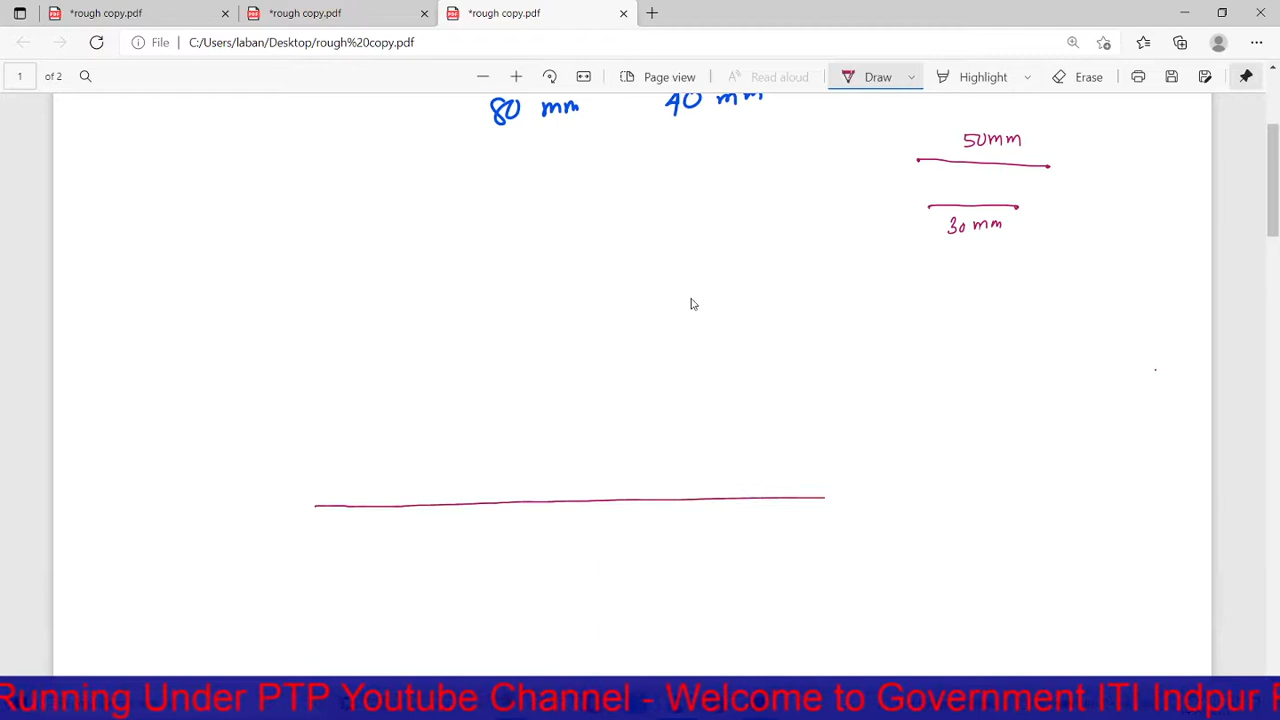 *rough copy.pdf
*rough copy.pdf
*rough copy.pdf
File C:/Users/laban/Desktop/rough%20copy.pdf
1 of 2
Page view
Read aloud
Draw
Highlight
Erase
80 mm 40 mm
50mm
30 mm
Running Under PTP Youtube Channel - Welcome to Government ITI Indpur